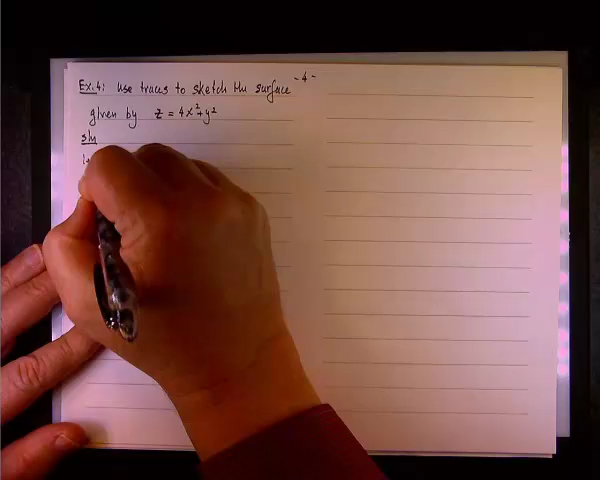 -4-
Ex.4: use traces to sketch the surface
given by z = 4x²+y²
sln